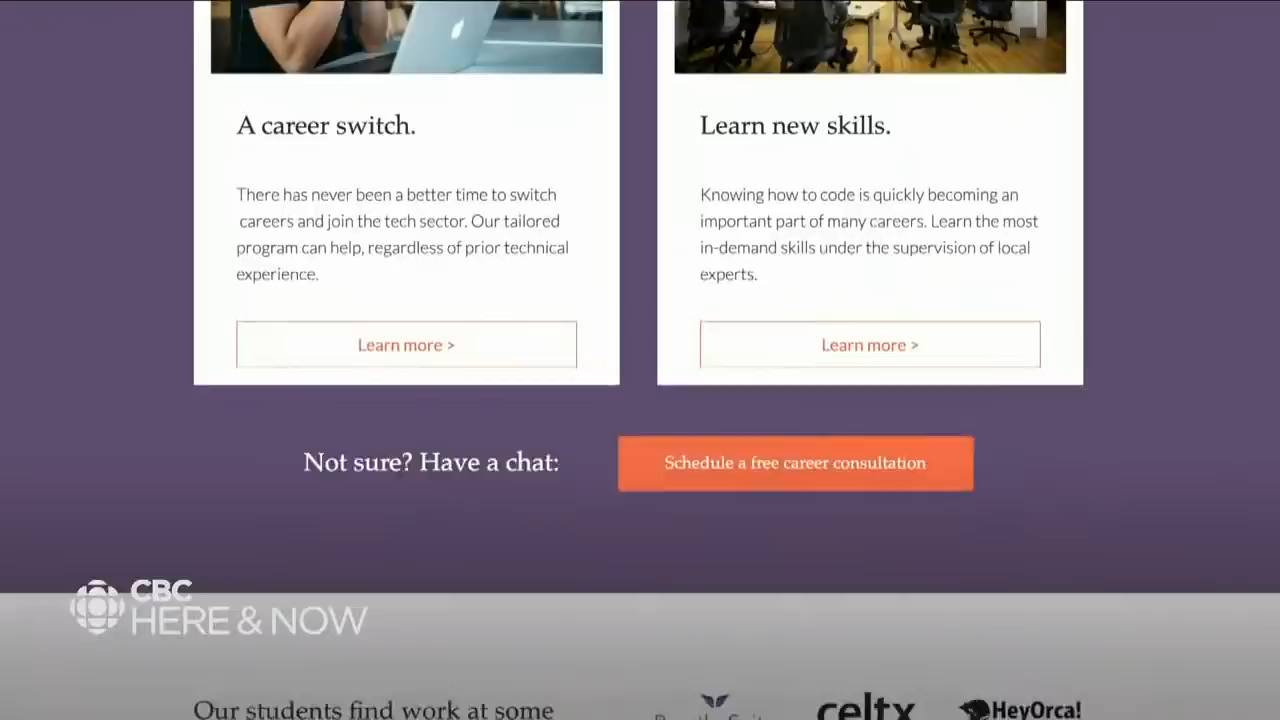 A career switch.
There has never been a better time to switch
careers and join the tech sector. Our tailored
program can help, regardless of prior technical
experience.
Learn more >
Learn new skills.
Knowing how to code is quickly becoming an
important part of many careers. Learn the most
in-demand skills under the supervision of local
experts.
Learn more >
Not sure? Have a chat:
Schedule a free career consultation
CBC
HERE & NOW
Our students find work at some
celtx
HeyOrca!